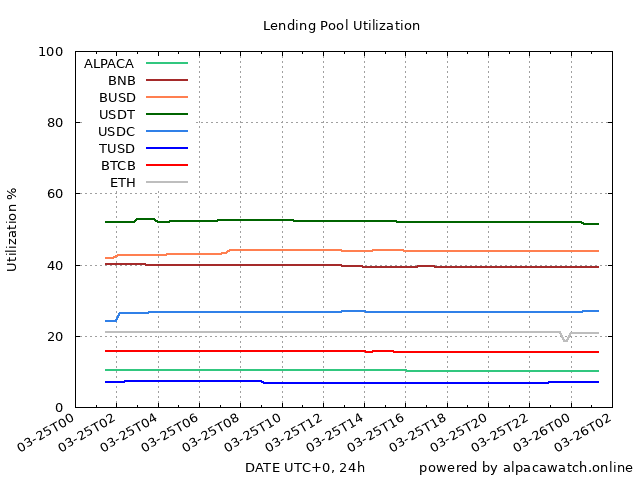 Lending Pool Utilization
100
80
60
40
20
0
Utilization %
ALPACA
BNB
BUSD
USDT
USDC
TUSD
BTCB
ETH
03-25T00
03-25T02
03-25T04
03-25T06
03-25T08
03-25T10
03-25T12
03-25T14
03-25T16
03-25T18
03-25T20
03-25T22
03-26T00
03-26T02
DATE UTC+0, 24h
powered by alpacawatch.online